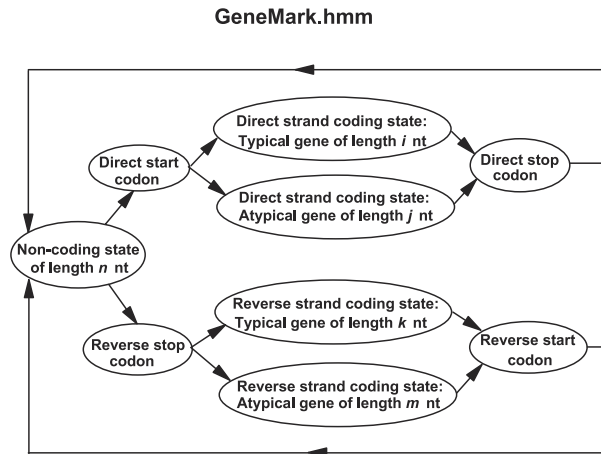 GeneMark.hmm
Direct strand coding state:
Typical gene of length i nt
Direct start
codon
Direct stop
codon
Direct strand coding state:
Atypical gene of length j nt
Non-coding state
of length n nt
Reverse strand coding state:
Typical gene of length k nt
Reverse stop
codon
Reverse start
codon
Reverse strand coding state:
Atypical gene of length m nt